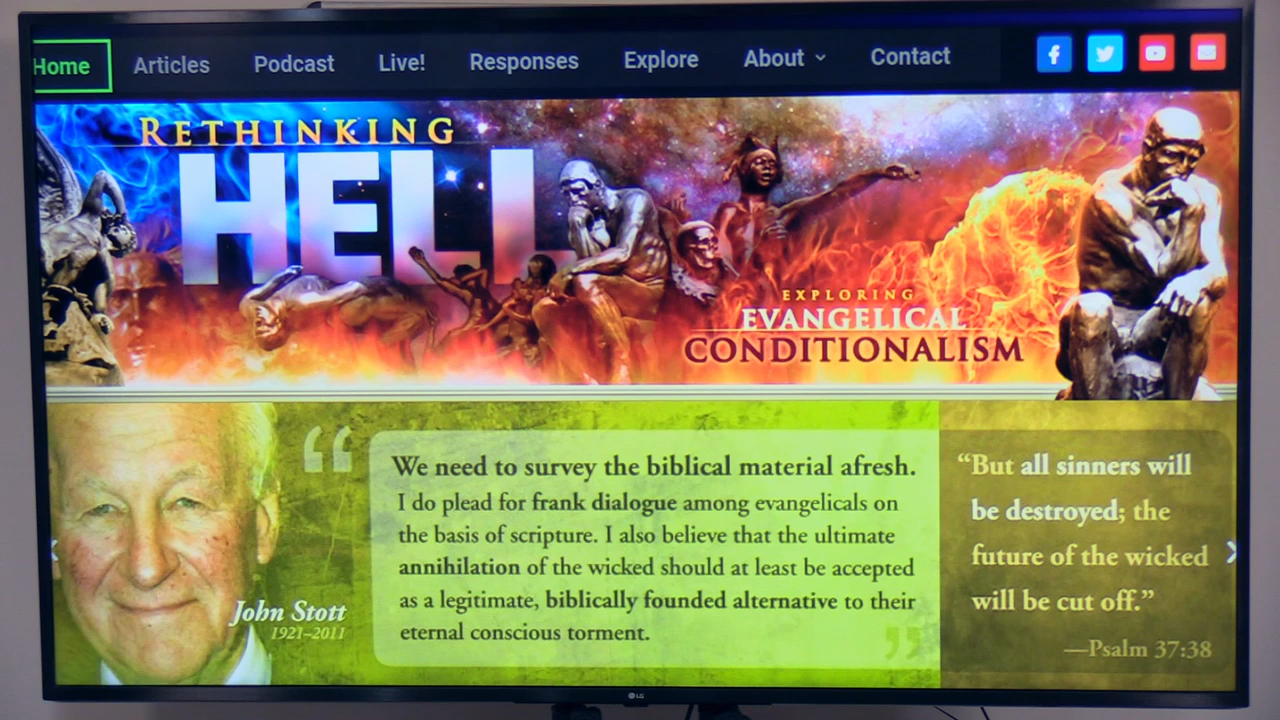 Home Articles Podcast Live! Responses Explore About Contact
RETHINKING
HELL
EXPLORING
EVANGELICAL
CONDITIONALISM
“
We need to survey the biblical material afresh.
I do plead for frank dialogue among evangelicals on
the basis of scripture. I also believe that the ultimate
annihilation of the wicked should at least be accepted
as a legitimate, biblically founded alternative to their
eternal conscious torment.
”
John Stott
1921–2011
“But all sinners will
be destroyed; the
future of the wicked
will be cut off.”
—Psalm 37:38
LG